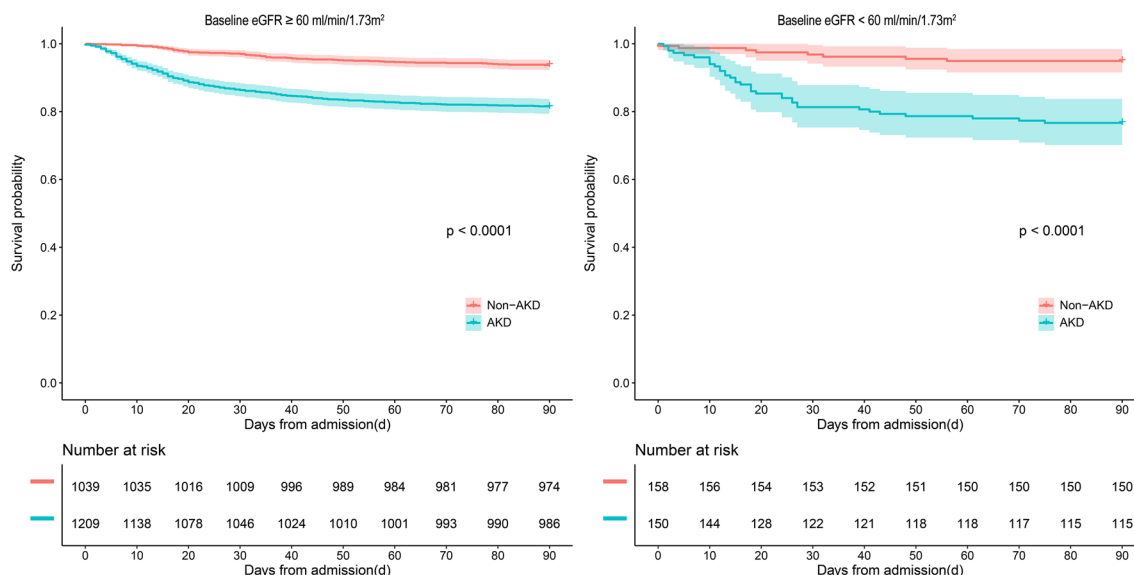 Baseline eGFR ≥ 60 ml/min/1.73m²
1.0
0.8
0.6
0.4
0.2
0.0
Survival probability
p < 0.0001
Non−AKD
AKD
0 10 20 30 40 50 60 70 80 90
Days from admission(d)
Number at risk
1039 1035 1016 1009 996 989 984 981 977 974
1209 1138 1078 1046 1024 1010 1001 993 990 986
0 10 20 30 40 50 60 70 80 90
Days from admission(d)
Baseline eGFR < 60 ml/min/1.73m²
1.0
0.8
0.6
0.4
0.2
0.0
Survival probability
p < 0.0001
Non−AKD
AKD
0 10 20 30 40 50 60 70 80 90
Days from admission(d)
Number at risk
158 156 154 153 152 151 150 150 150 150
150 144 128 122 121 118 118 117 115 115
0 10 20 30 40 50 60 70 80 90
Days from admission(d)